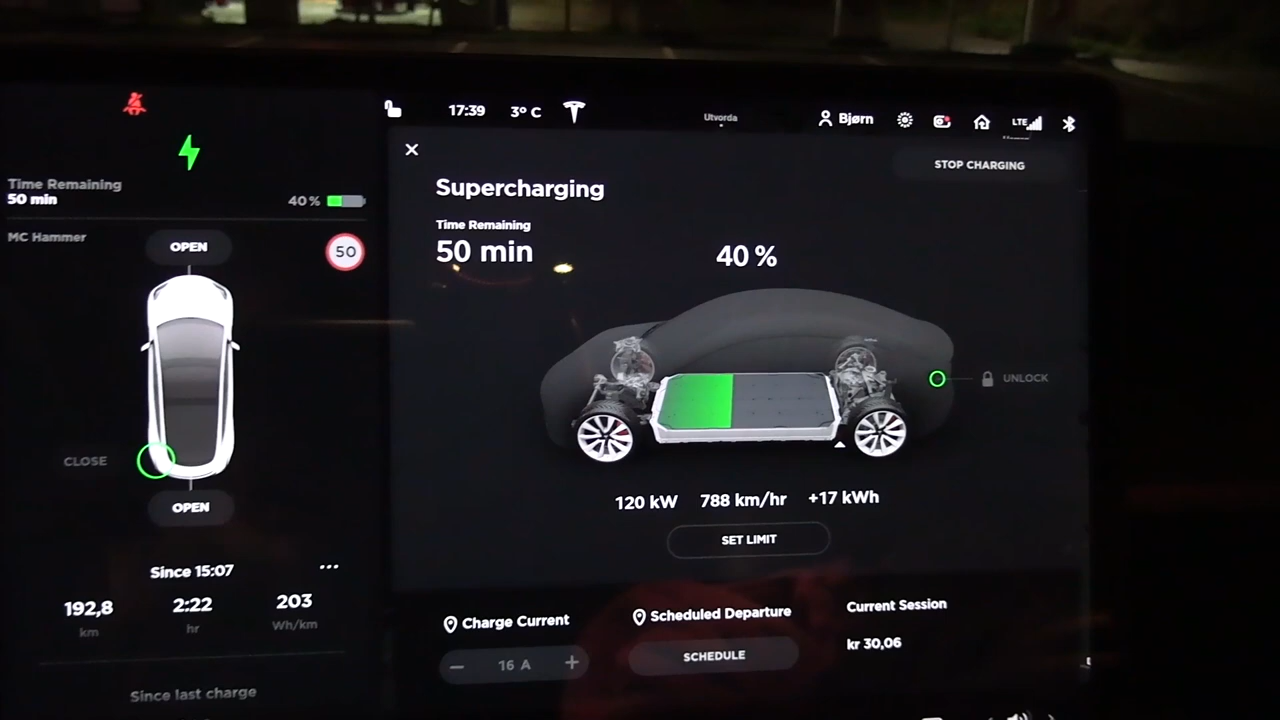 17:39
3° C
Utvorda
Bjørn
LTE
Time Remaining
50 min
40 %
MC Hammer
OPEN
50
CLOSE
OPEN
Since 15:07
...
192,8
2:22
203
km
hr
Wh/km
Since last charge
STOP CHARGING
Supercharging
Time Remaining
50 min
40 %
UNLOCK
120 kW
788 km/hr
+17 kWh
SET LIMIT
Charge Current
16 A
Scheduled Departure
SCHEDULE
Current Session
kr 30,06